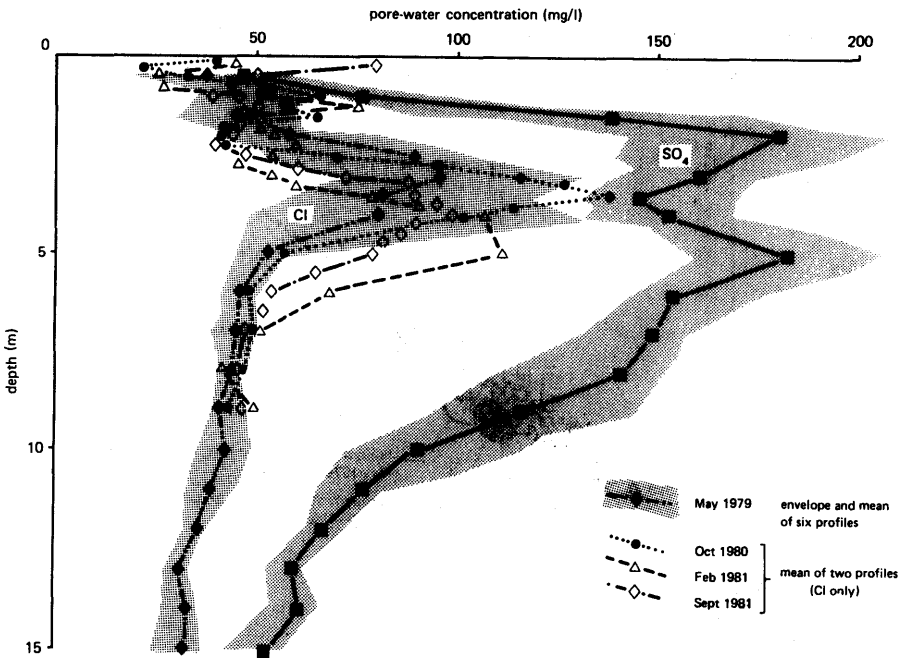 pore-water concentration (mg/l)
0 50 100 150 200
SO4
Cl
5
depth (m)
10
15
May 1979 envelope and mean of six profiles
Oct 1980
Feb 1981 mean of two profiles (Cl only)
Sept 1981